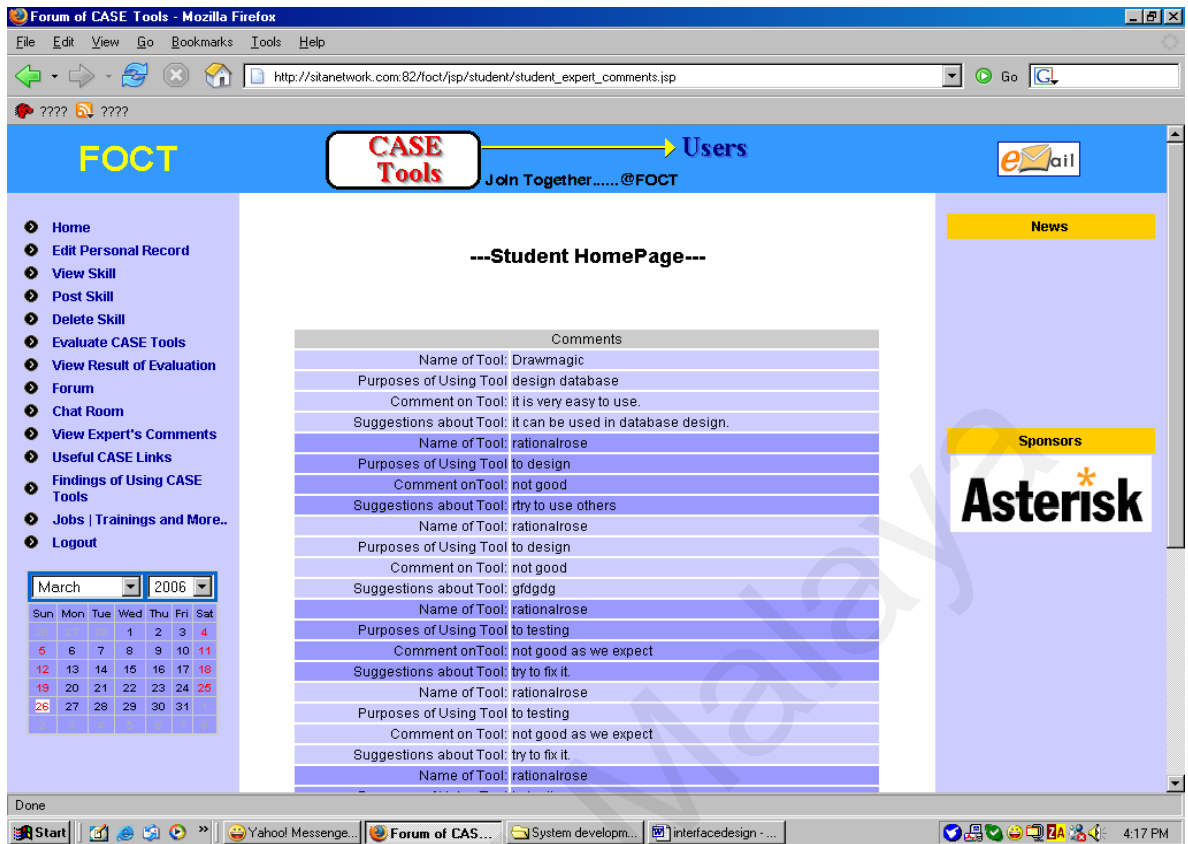 Forum of CASE Tools - Mozilla Firefox
File Edit View Go Bookmarks Tools Help
http://sitanetwork.com:82/foct/jsp/student/student_expert_comments.jsp
Go
G
???? ????
FOCT
CASE Tools
Users
Join Together......@FOCT
eMail
Home
Edit Personal Record
View Skill
Post Skill
Delete Skill
Evaluate CASE Tools
View Result of Evaluation
Forum
Chat Room
View Expert's Comments
Useful CASE Links
Findings of Using CASE
Tools
Jobs | Trainings and More..
Logout
March 2006
Sun Mon Tue Wed Thu Fri Sat
26 27 28 1 2 3 4
5 6 7 8 9 10 11
12 13 14 15 16 17 18
19 20 21 22 23 24 25
26 27 28 29 30 31 1
2 3 4 5 6 7 8
---Student HomePage---
Comments
Name of Tool: Drawmagic
Purposes of Using Tool design database
Comment on Tool: it is very easy to use.
Suggestions about Tool: it can be used in database design.
Name of Tool: rationalrose
Purposes of Using Tool to design
Comment onTool: not good
Suggestions about Tool: rtry to use others
Name of Tool: rationalrose
Purposes of Using Tool to design
Comment on Tool: not good
Suggestions about Tool: gfdgdg
Name of Tool: rationalrose
Purposes of Using Tool to testing
Comment onTool: not good as we expect
Suggestions about Tool: try to fix it.
Name of Tool: rationalrose
Purposes of Using Tool to testing
Comment on Tool: not good as we expect
Suggestions about Tool: try to fix it.
Name of Tool: rationalrose
News
Sponsors
Asterisk
Malaya
Done
Start
»
Yahoo! Messenge...
Forum of CAS...
System developm...
interfacedesign - ...
ZA
4:17 PM